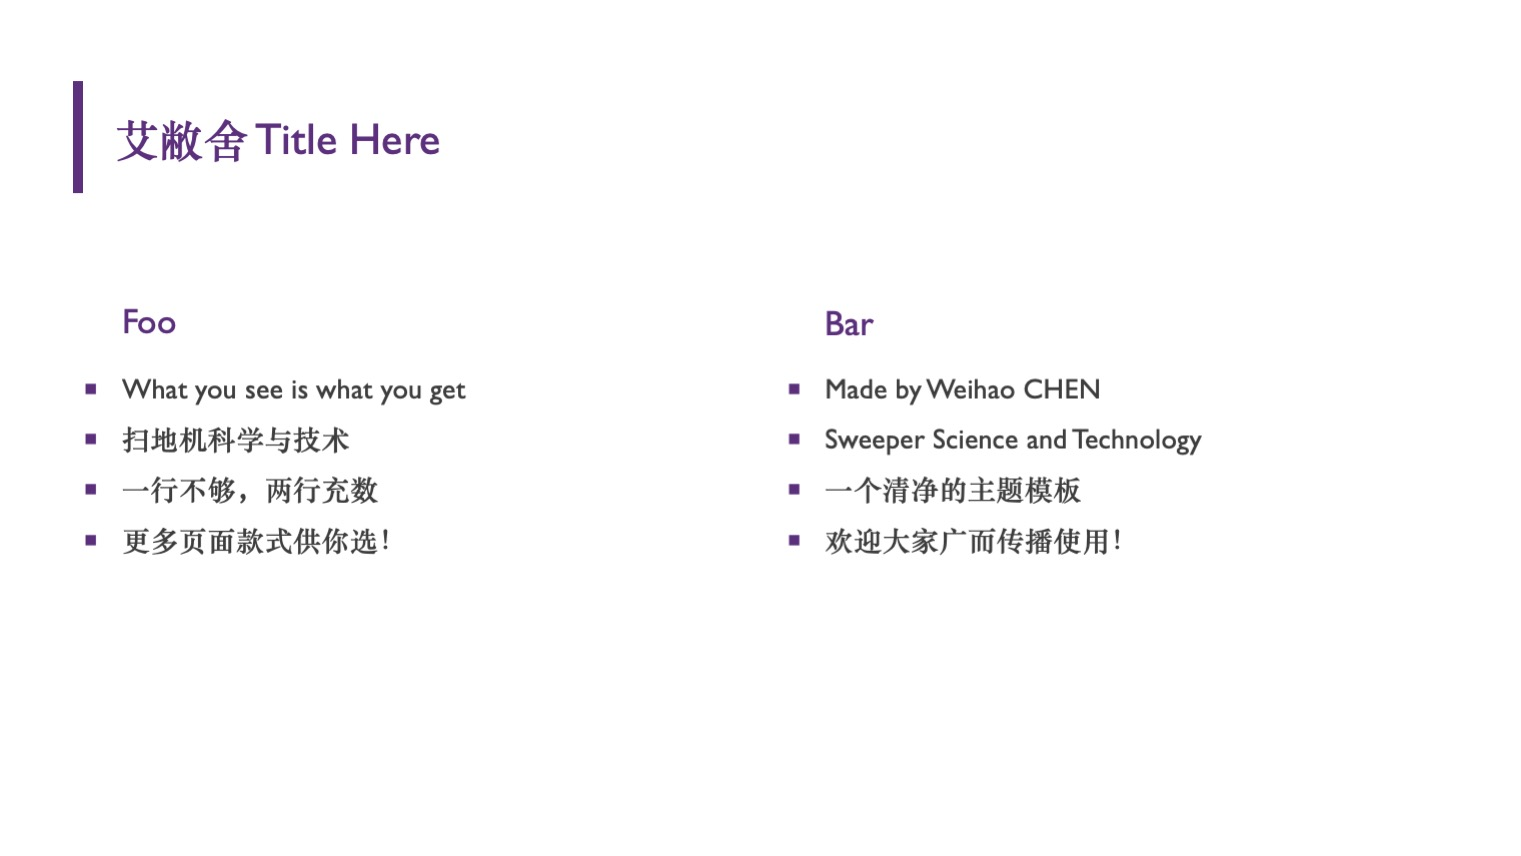 艾敝舍 Title Here
Foo
What you see is what you get
扫地机科学与技术
一行不够，两行充数
更多页面款式供你选！
Bar
Made by Weihao CHEN
Sweeper Science and Technology
一个清净的主题模板
欢迎大家广而传播使用！